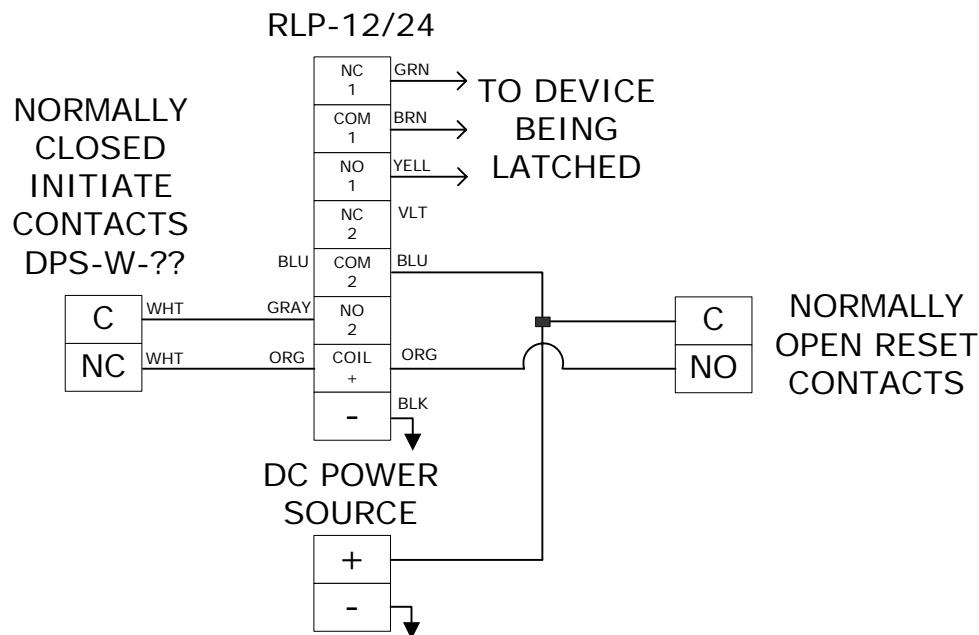 RLP-12/24
NC
1
GRN
COM
1
BRN
NO
1
YELL
TO DEVICE
BEING
LATCHED
NORMALLY
CLOSED
INITIATE
CONTACTS
DPS-W-??
NC
2
VLT
BLU
COM
2
BLU
C
WHT
GRAY
NO
2
NC
WHT
ORG
COIL
+
ORG
-
BLK
C
NO
NORMALLY
OPEN RESET
CONTACTS
DC POWER
SOURCE
+
-